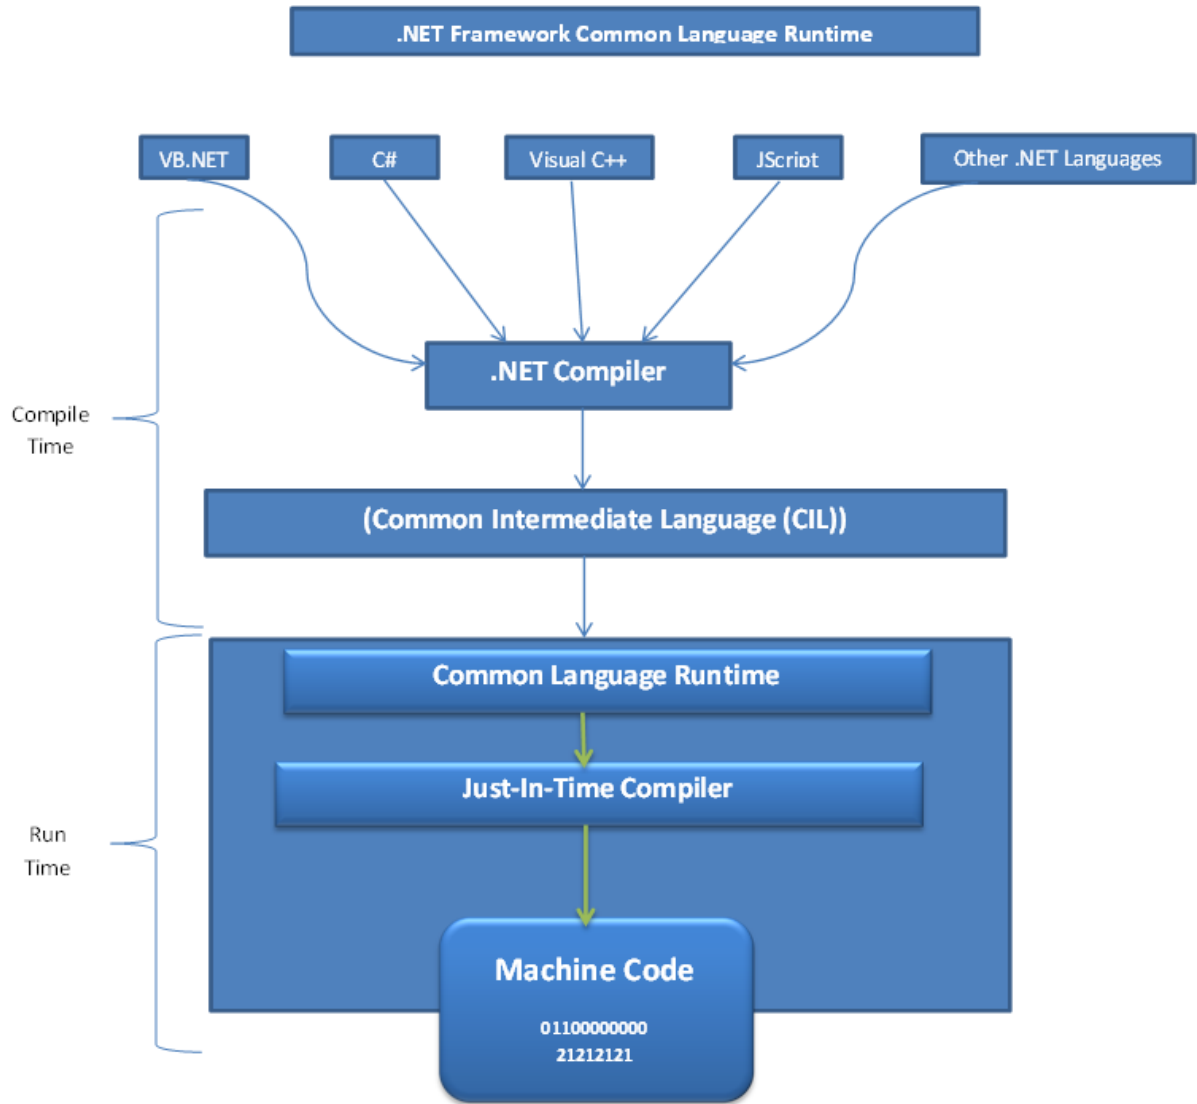 .NET Framework Common Language Runtime
VB.NET
C#
Visual C++
JScript
Other .NET Languages
.NET Compiler
Compile
Time
(Common Intermediate Language (CIL))
Common Language Runtime
Just-In-Time Compiler
Run
Time
Machine Code
01100000000
21212121